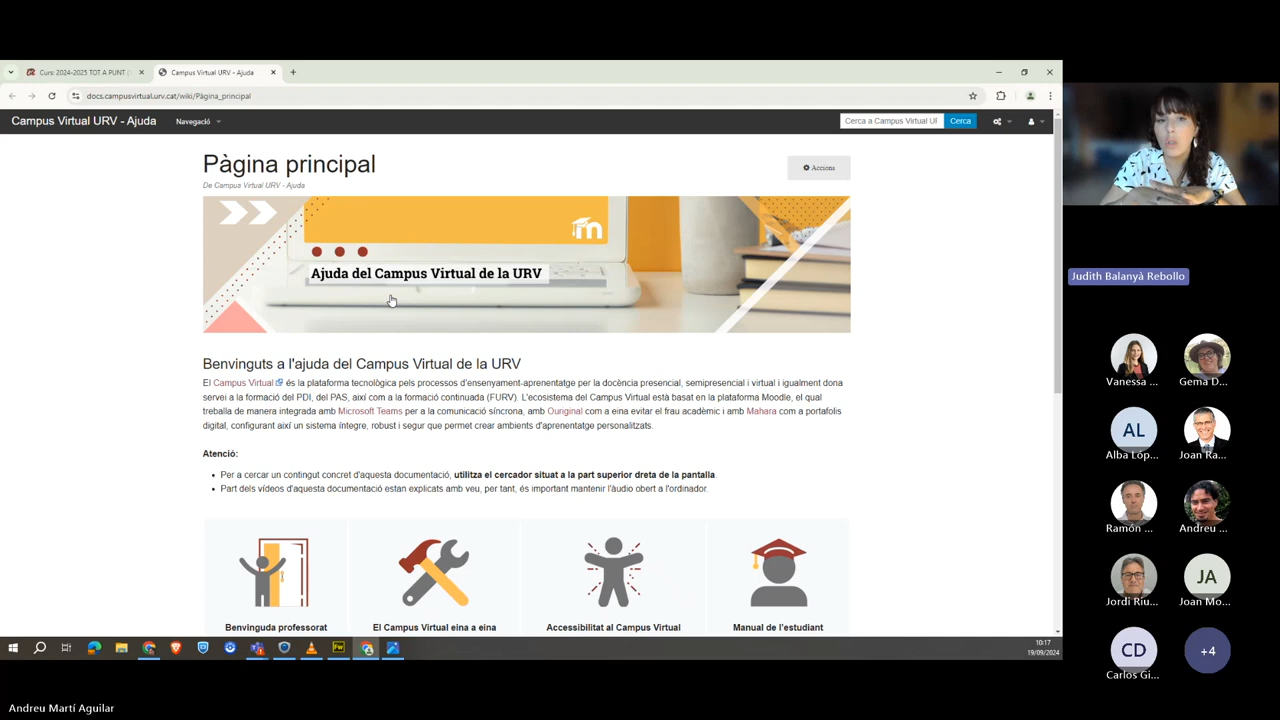 Curs: 2024-2025 TOT A PUNT (
Campus Virtual URV - Ajuda
docs.campusvirtual.urv.cat/wiki/Pàgina_principal
Campus Virtual URV - Ajuda
Navegació
Cerca a Campus Virtual UF
Cerca
Pàgina principal
Accions
De Campus Virtual URV - Ajuda
m
Ajuda del Campus Virtual de la URV
Benvinguts a l'ajuda del Campus Virtual de la URV
El Campus Virtual és la plataforma tecnològica pels processos d'ensenyament-aprenentatge per la docència presencial, semipresencial i virtual i igualment dona
servei a la formació del PDI, del PAS, així com a la formació continuada (FURV). L'ecosistema del Campus Virtual està basat en la plataforma Moodle, el qual
treballa de manera integrada amb Microsoft Teams per a la comunicació síncrona, amb Ouriginal com a eina evitar el frau acadèmic i amb Mahara com a portafolis
digital, configurant així un sistema íntegre, robust i segur que permet crear ambients d'aprenentatge personalitzats.
Atenció:
Per a cercar un contingut concret d'aquesta documentació, utilitza el cercador situat a la part superior dreta de la pantalla.
Part dels vídeos d'aquesta documentació estan explicats amb veu, per tant, és important mantenir l'àudio obert a l'ordinador.
Benvinguda professorat
El Campus Virtual eina a eina
Accessibilitat al Campus Virtual
Manual de l'estudiant
Fw
10:17
19/09/2024
Judith Balanyà Rebollo
Vanessa ...
Gema D...
AL
Alba Lóp...
Joan Ra...
Ramón ...
Andreu ...
Jordi Riu...
JA
Joan Mo...
CD
Carlos Gi...
+4
Andreu Martí Aguilar